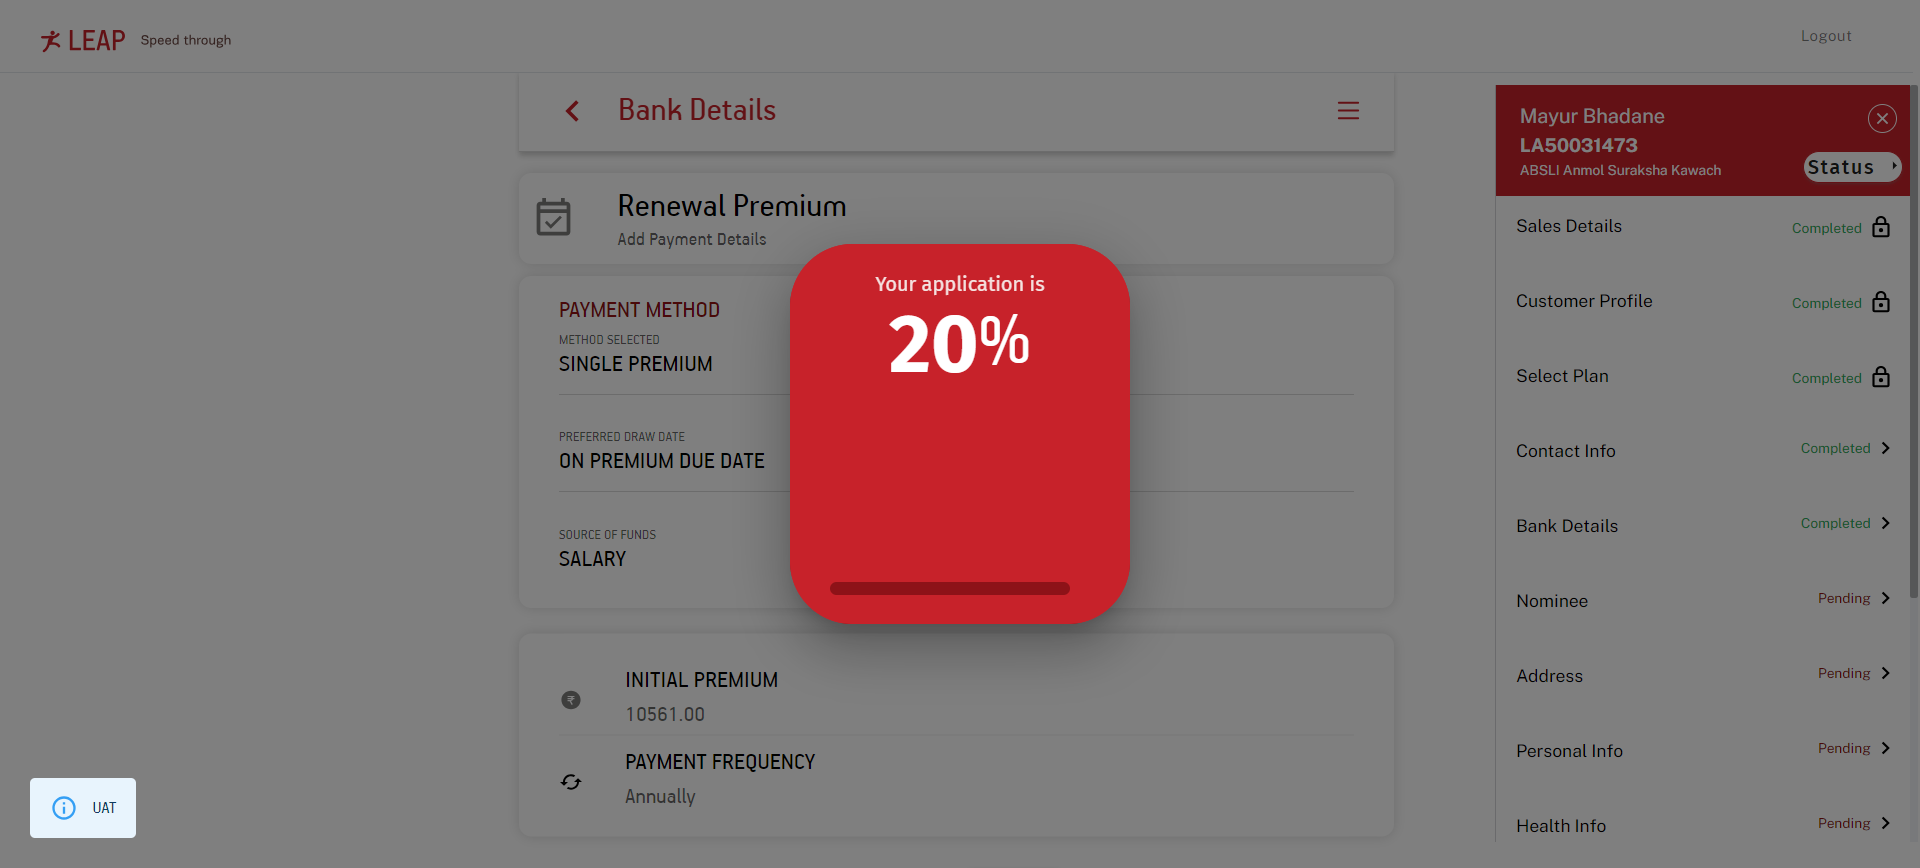 LEAP Speed through
Logout
Bank Details
Renewal Premium
Add Payment Details
PAYMENT METHOD
METHOD SELECTED
SINGLE PREMIUM
PREFERRED DRAW DATE
ON PREMIUM DUE DATE
SOURCE OF FUNDS
SALARY
INITIAL PREMIUM
10561.00
PAYMENT FREQUENCY
Annually
Your application is
20%
Mayur Bhadane
LA50031473
ABSLI Anmol Suraksha Kawach
Status
Sales Details Completed
Customer Profile Completed
Select Plan Completed
Contact Info Completed
Bank Details Completed
Nominee Pending
Address Pending
Personal Info Pending
Health Info Pending
UAT